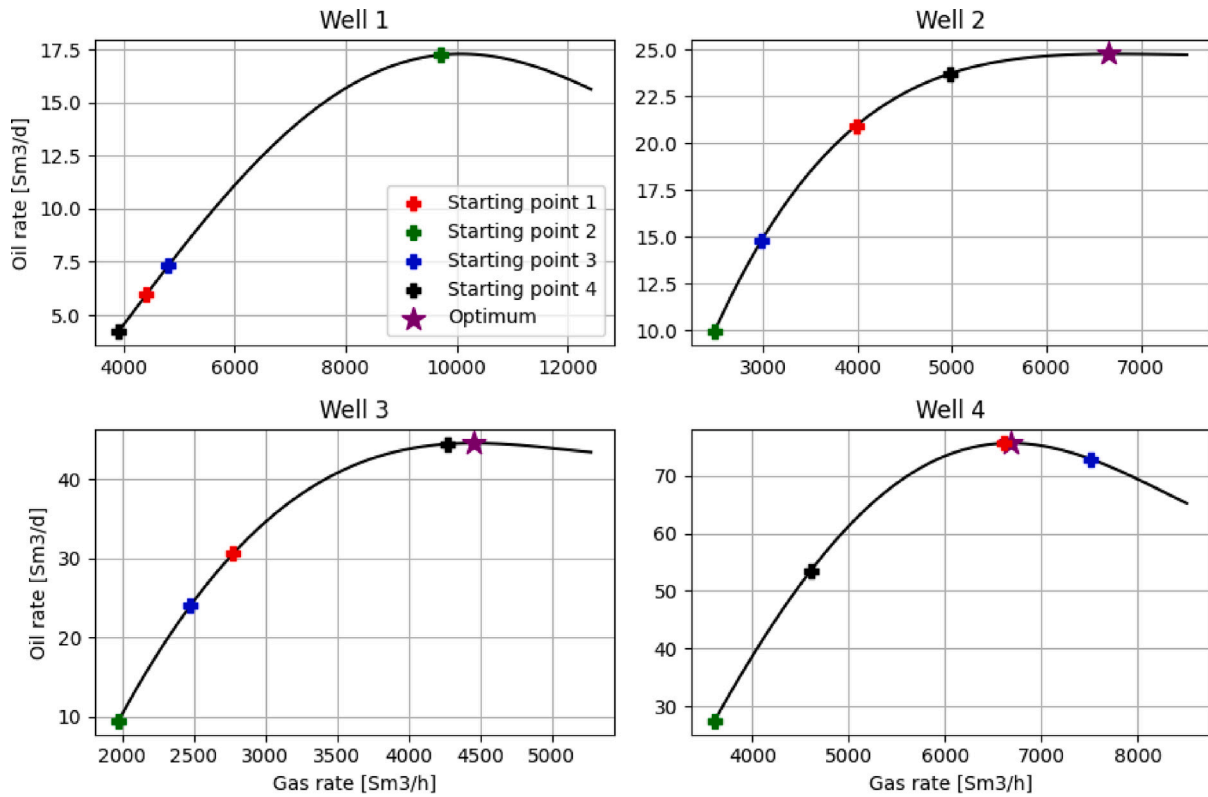 Well 1
Well 2
Oil rate [Sm3/d]
17.5
15.0
12.5
10.0
7.5
5.0
4000 6000 8000 10000 12000
Starting point 1
Starting point 2
Starting point 3
Starting point 4
Optimum
25.0
22.5
20.0
17.5
15.0
12.5
10.0
3000 4000 5000 6000 7000
Well 3
Well 4
Oil rate [Sm3/d]
40
30
20
10
2000 2500 3000 3500 4000 4500 5000
Gas rate [Sm3/h]
70
60
50
40
30
4000 5000 6000 7000 8000
Gas rate [Sm3/h]